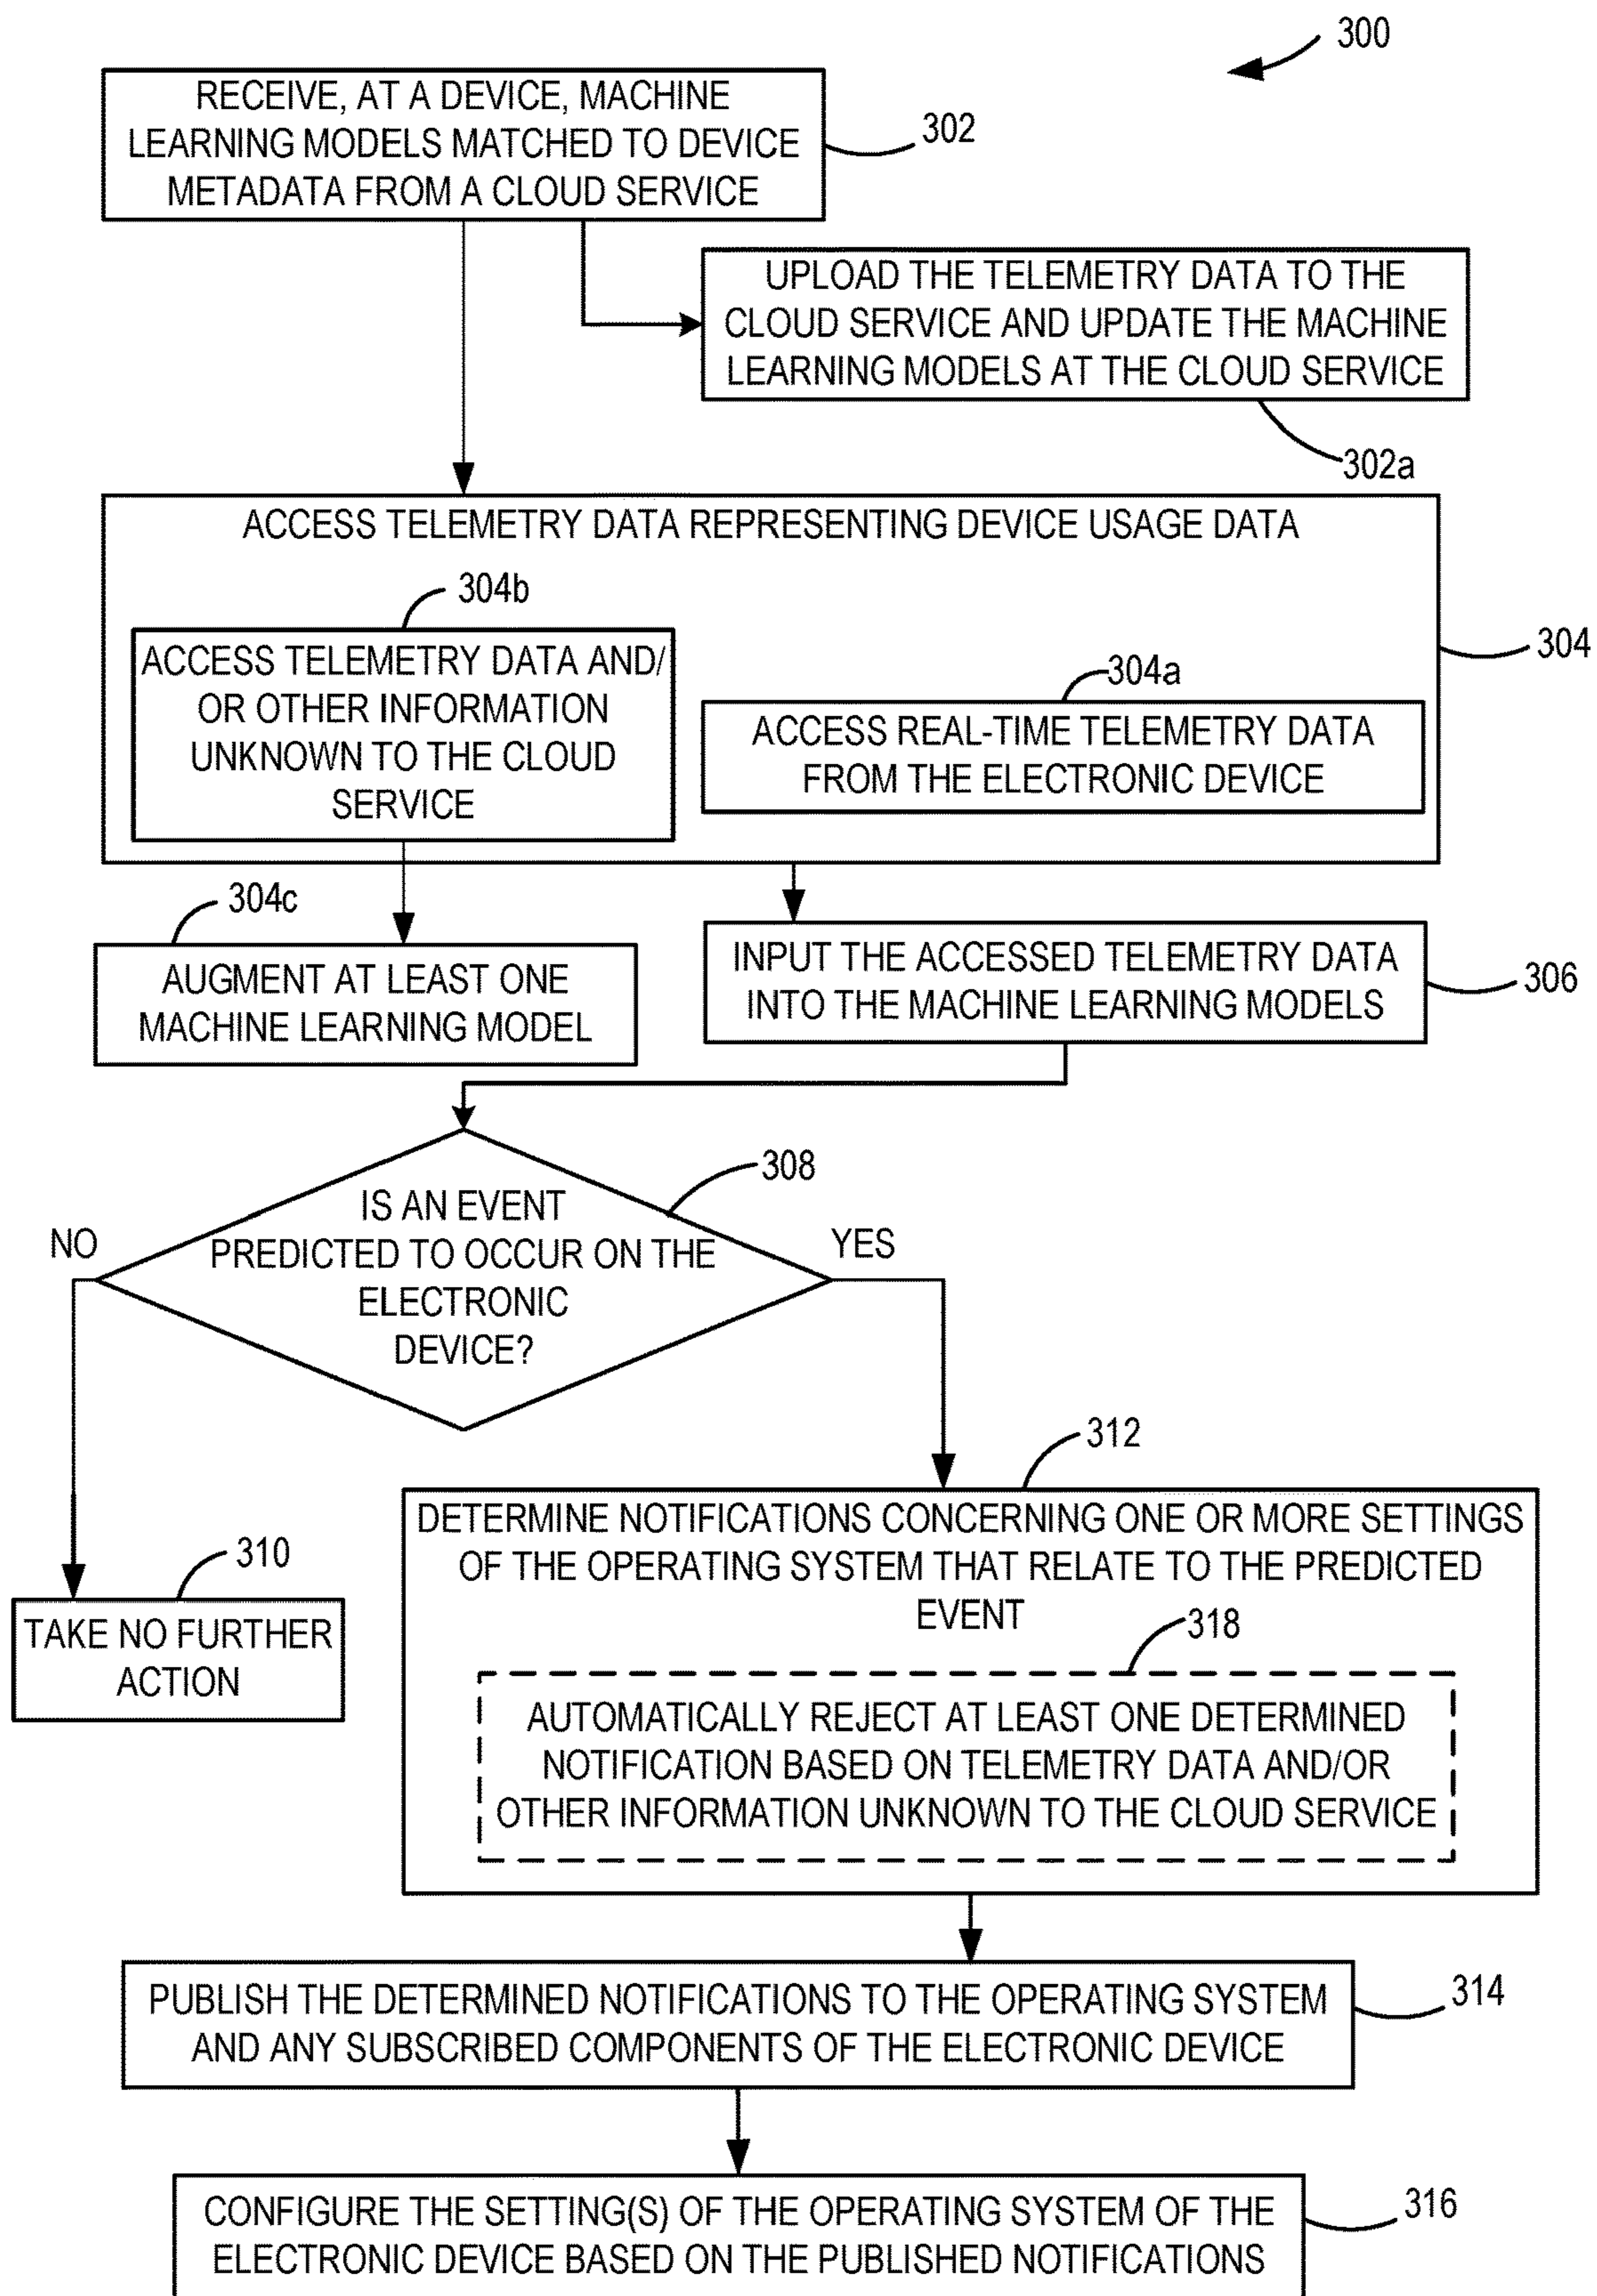 300
RECEIVE, AT A DEVICE, MACHINE
LEARNING MODELS MATCHED TO DEVICE
METADATA FROM A CLOUD SERVICE
302
UPLOAD THE TELEMETRY DATA TO THE
CLOUD SERVICE AND UPDATE THE MACHINE
LEARNING MODELS AT THE CLOUD SERVICE
302a
ACCESS TELEMETRY DATA REPRESENTING DEVICE USAGE DATA
304
304b
ACCESS TELEMETRY DATA AND/
OR OTHER INFORMATION
UNKNOWN TO THE CLOUD
SERVICE
304a
ACCESS REAL-TIME TELEMETRY DATA
FROM THE ELECTRONIC DEVICE
304c
AUGMENT AT LEAST ONE
MACHINE LEARNING MODEL
INPUT THE ACCESSED TELEMETRY DATA
INTO THE MACHINE LEARNING MODELS
306
308
IS AN EVENT
PREDICTED TO OCCUR ON THE
ELECTRONIC
DEVICE?
NO
YES
310
TAKE NO FURTHER
ACTION
312
DETERMINE NOTIFICATIONS CONCERNING ONE OR MORE SETTINGS
OF THE OPERATING SYSTEM THAT RELATE TO THE PREDICTED
EVENT
318
AUTOMATICALLY REJECT AT LEAST ONE DETERMINED
NOTIFICATION BASED ON TELEMETRY DATA AND/OR
OTHER INFORMATION UNKNOWN TO THE CLOUD SERVICE
PUBLISH THE DETERMINED NOTIFICATIONS TO THE OPERATING SYSTEM
AND ANY SUBSCRIBED COMPONENTS OF THE ELECTRONIC DEVICE
314
CONFIGURE THE SETTING(S) OF THE OPERATING SYSTEM OF THE
ELECTRONIC DEVICE BASED ON THE PUBLISHED NOTIFICATIONS
316